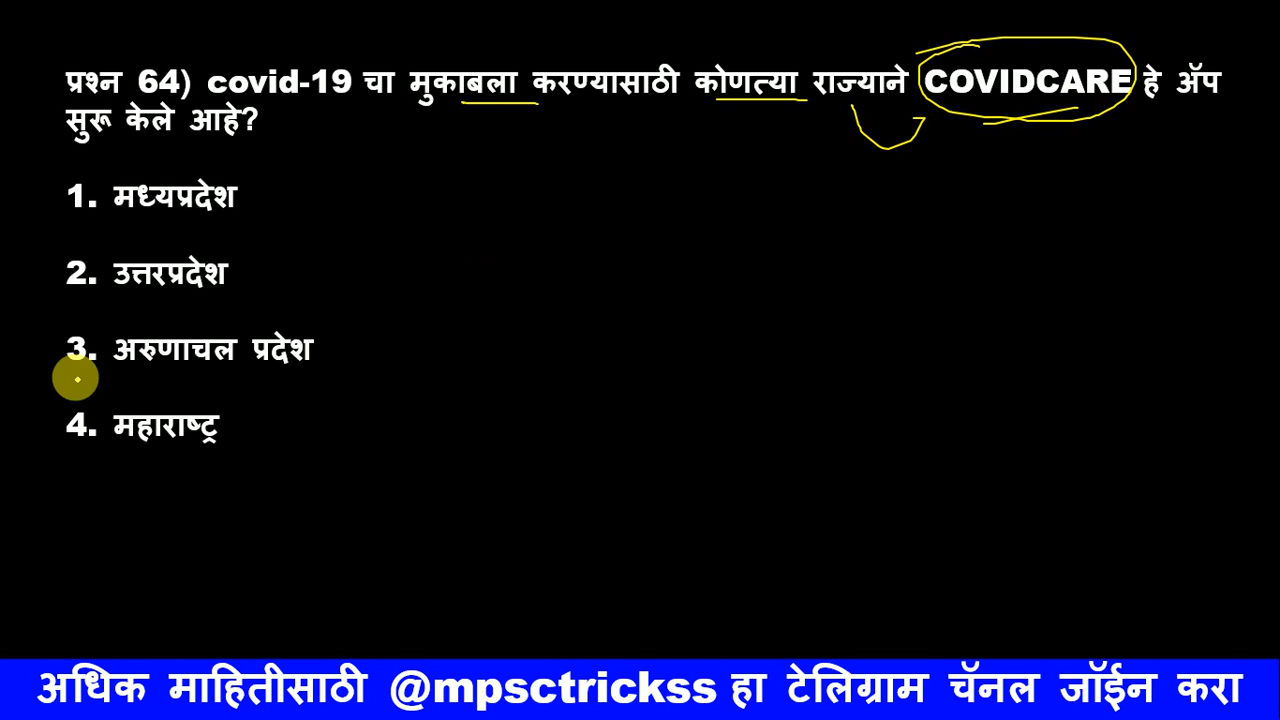 प्रश्न 64) covid-19 चा मुकाबला करण्यासाठी कोणत्या राज्याने COVIDCARE हे ॲप
सुरू केले आहे?
1. मध्यप्रदेश
2. उत्तरप्रदेश
3. अरुणाचल प्रदेश
4. महाराष्ट्र
अधिक माहितीसाठी @mpsctrickss हा टेलिग्राम चॅनल जॉईन करा